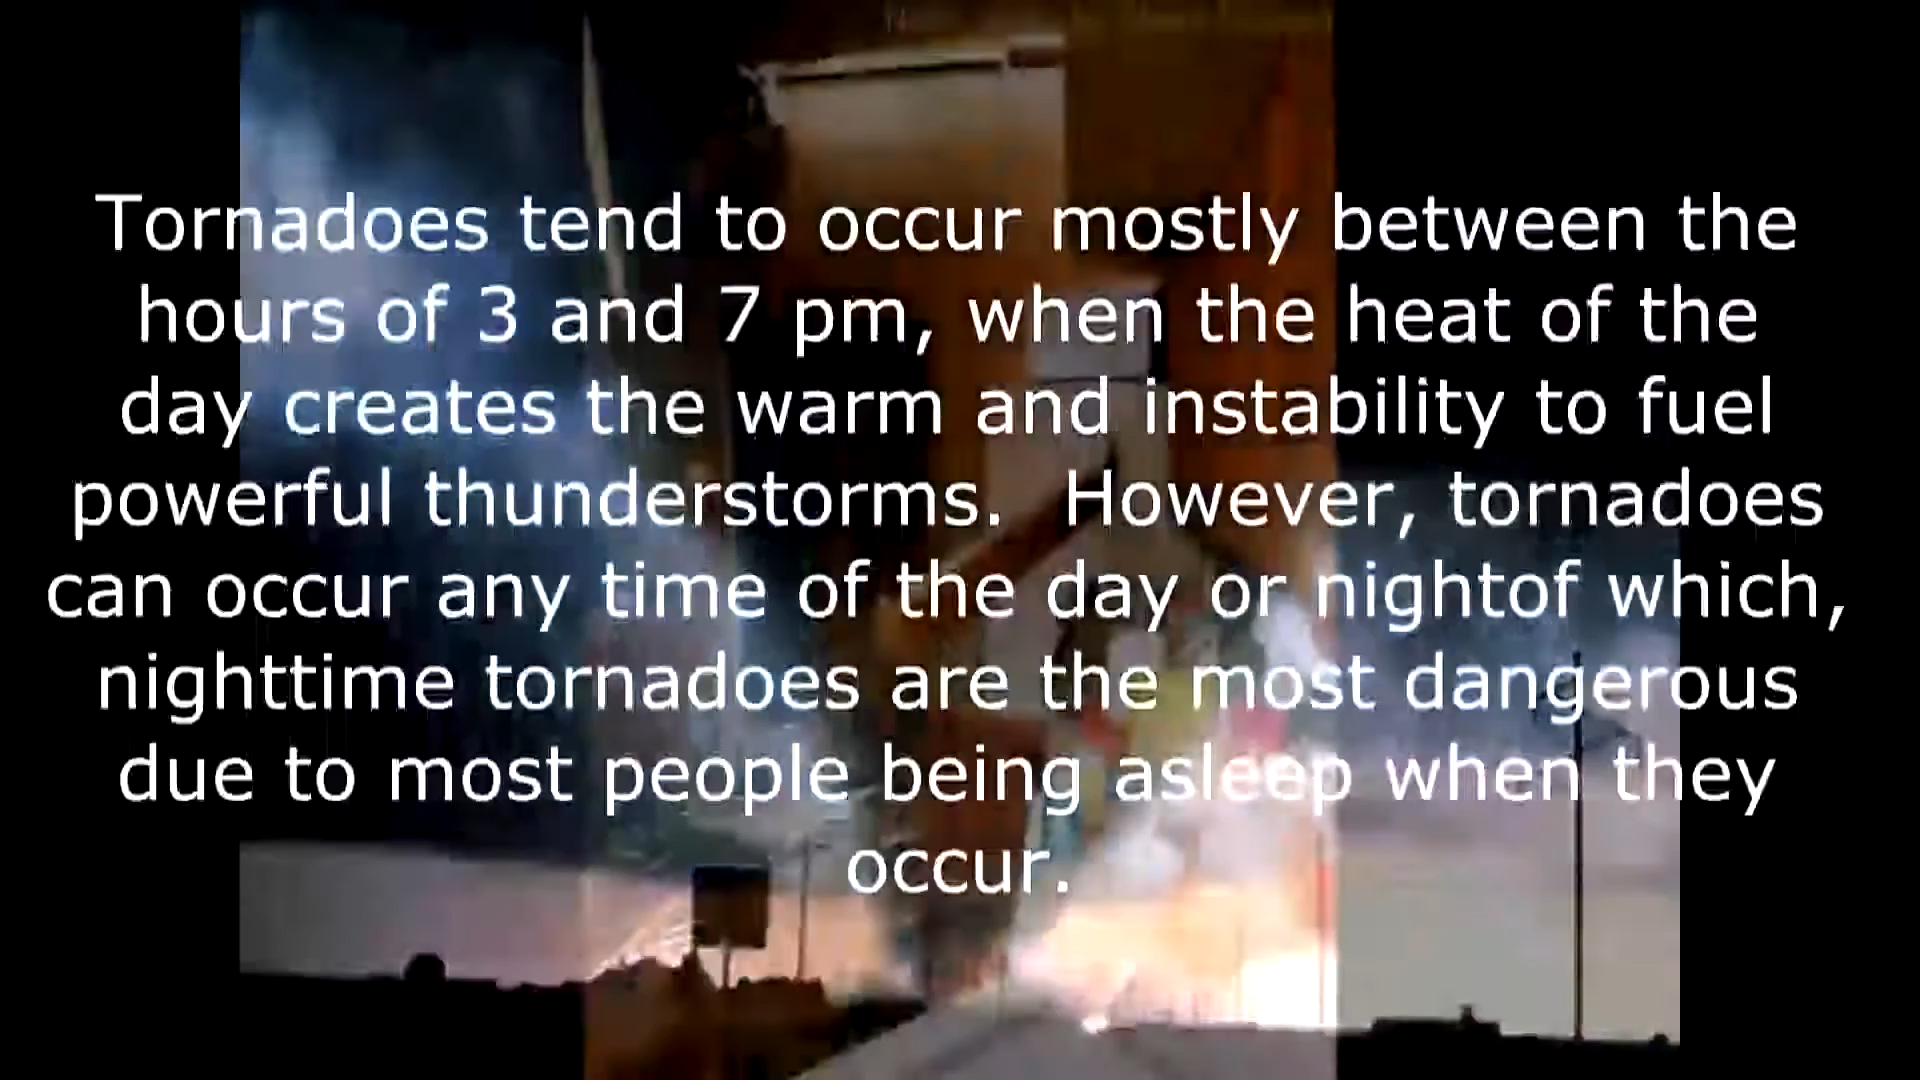 Tornadoes tend to occur mostly between the
hours of 3 and 7 pm, when the heat of the
day creates the warm and instability to fuel
powerful thunderstorms.  However, tornadoes
can occur any time of the day or nightof which,
nighttime tornadoes are the most dangerous
due to most people being asleep when they
occur.